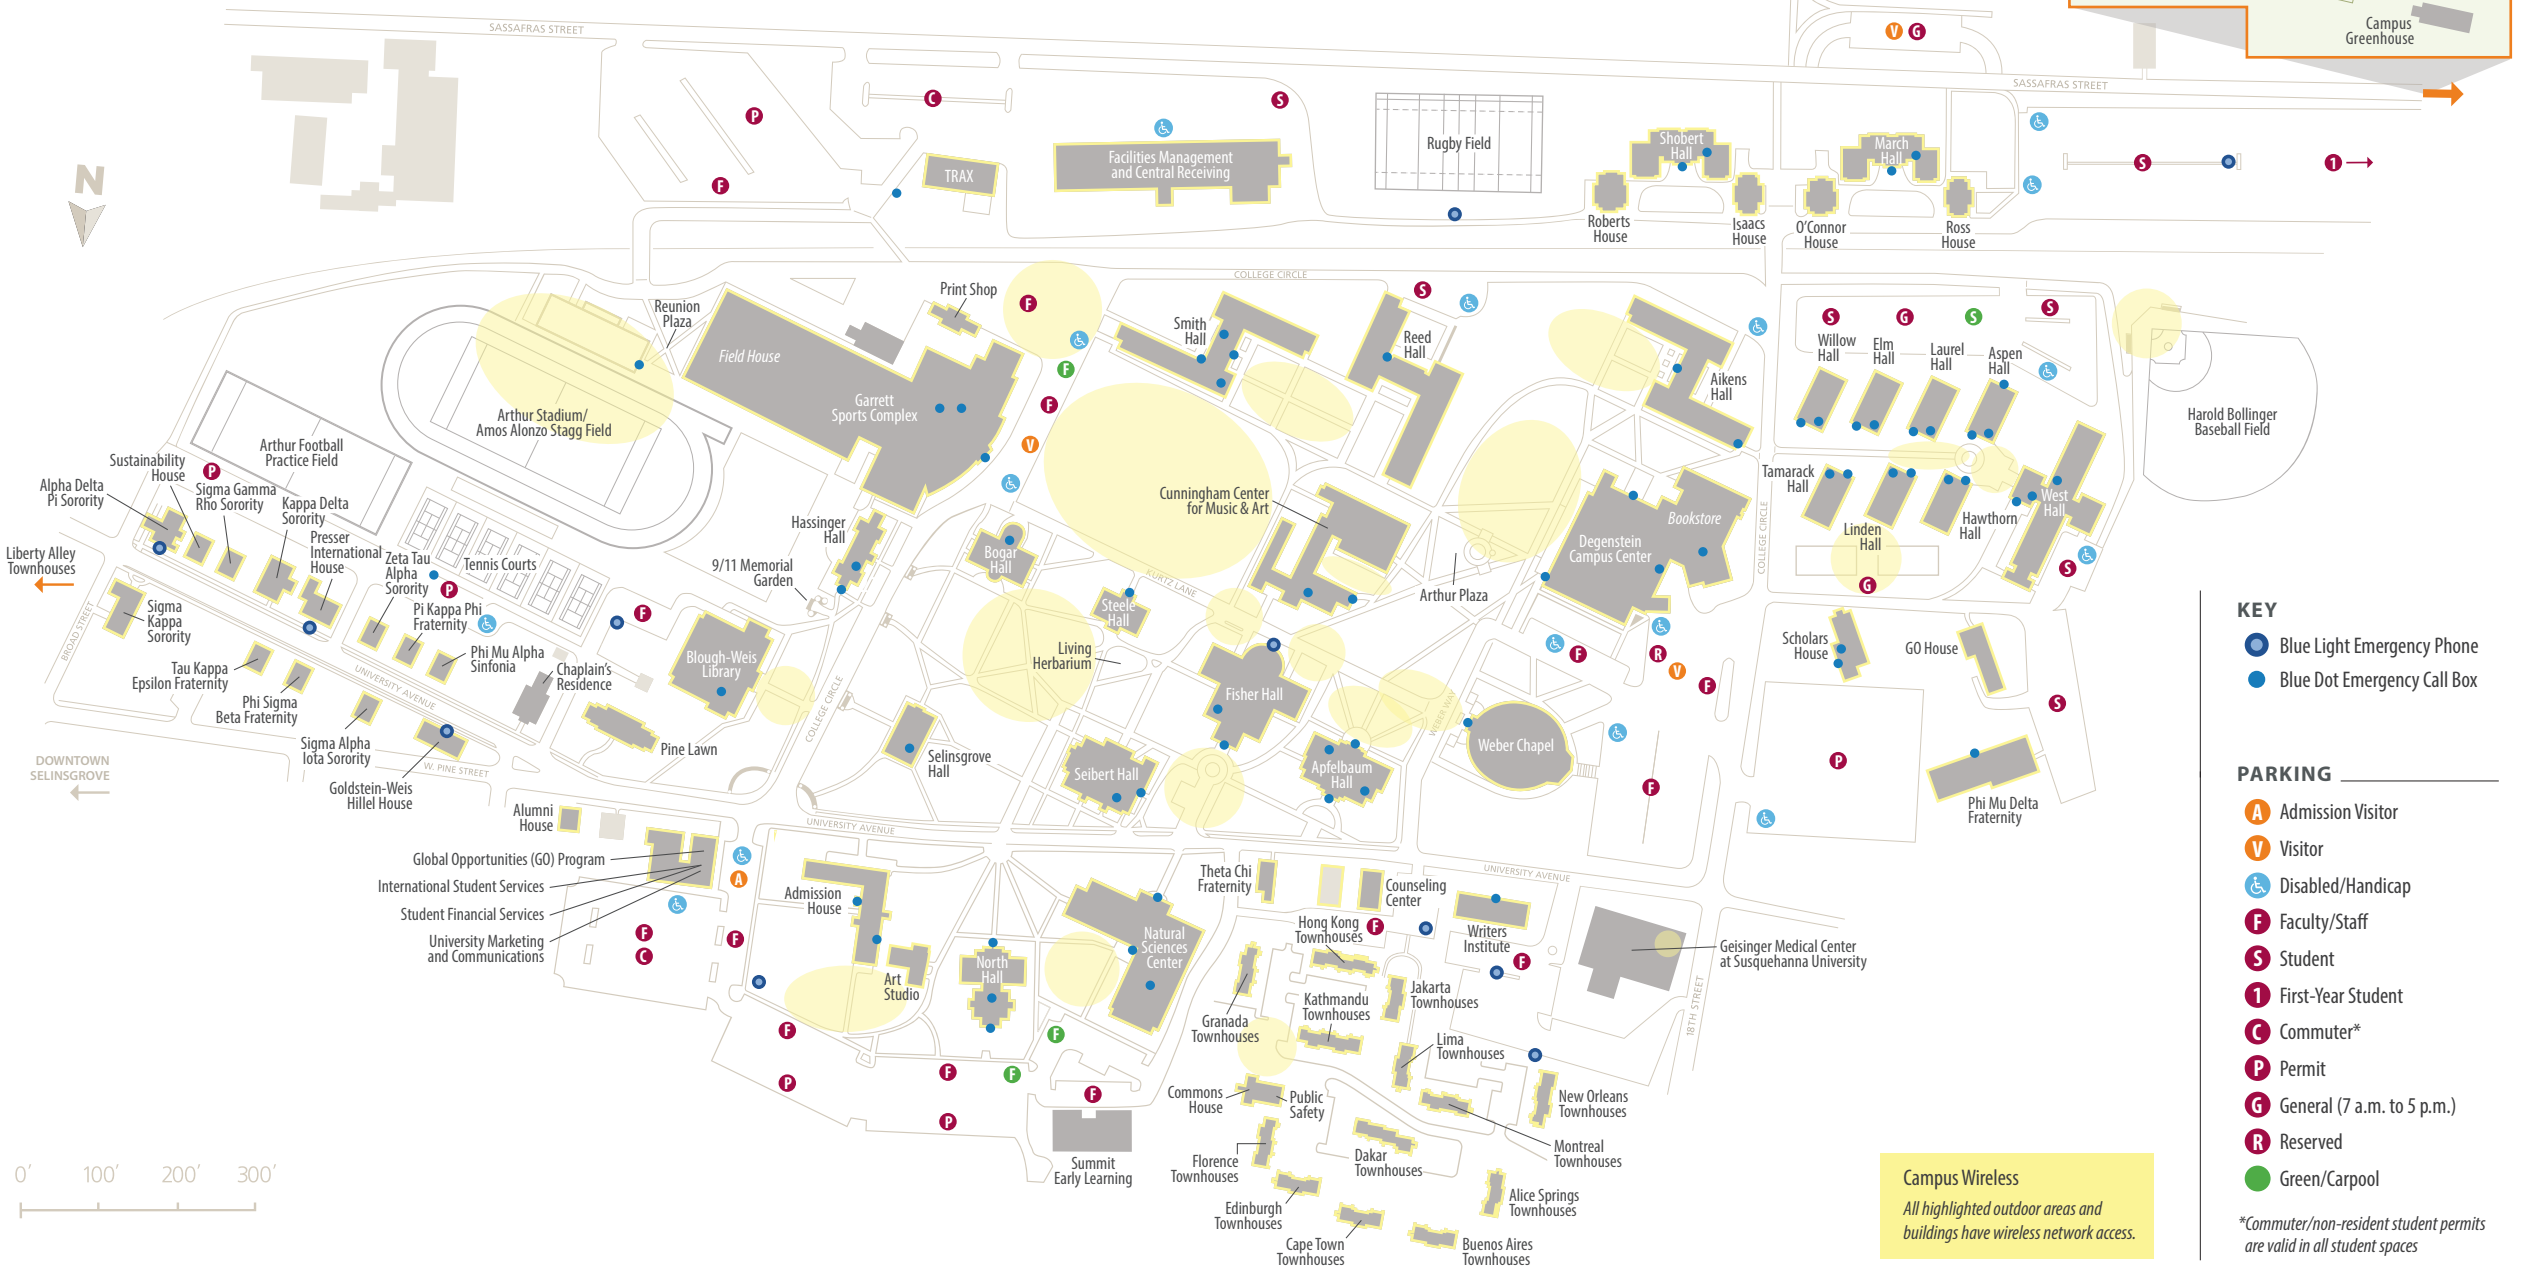 SASSAFRAS STREET
V G
Campus
Greenhouse
SASSAFRAS STREET
P
C
S
F
TRAX
Facilities Management
and Central Receiving
Rugby Field
Shobert
Hall
March
Hall
S
1
Roberts
House
Isaacs
House
O'Connor
House
Ross
House
N
COLLEGE CIRCLE
Print Shop
Reunion
Plaza
F
F
F
V
Field House
Garrett
Sports Complex
Smith
Hall
S
Reed
Hall
Aikens
Hall
S
G
S
S
Willow
Hall
Elm
Hall
Laurel
Hall
Aspen
Hall
Harold Bollinger
Baseball Field
Arthur Stadium/
Amos Alonzo Stagg Field
Arthur Football
Practice Field
Sustainability
House
P
Alpha Delta
Pi Sorority
Sigma Gamma
Rho Sorority
Kappa Delta
Sorority
Presser
International
House
Zeta Tau
Alpha
Sorority
P
Tennis Courts
Pi Kappa Phi
Fraternity
Phi Mu Alpha
Sinfonia
Chaplain's
Residence
Liberty Alley
Townhouses
Sigma
Kappa
Sorority
BROAD STREET
Tau Kappa
Epsilon Fraternity
Phi Sigma
Beta Fraternity
Sigma Alpha
Iota Sorority
Goldstein-Weis
Hillel House
UNIVERSITY AVENUE
W. PINE STREET
DOWNTOWN
SELINSGROVE
Hassinger
Hall
9/11 Memorial
Garden
F
Blough-Weis
Library
Pine Lawn
COLLEGE CIRCLE
Bogar
Hall
Steele
Hall
KURTZ LANE
Living
Herbarium
Selinsgrove
Hall
Seibert Hall
Cunningham Center
for Music & Art
Arthur Plaza
Fisher Hall
Apfelbaum
Hall
WEBER WAY
Weber Chapel
Degenstein
Campus Center
Bookstore
COLLEGE CIRCLE
F
R
V
F
F
Tamarack
Hall
Linden
Hall
Hawthorn
Hall
West
Hall
G
S
Scholars
House
GO House
S
P
Phi Mu Delta
Fraternity
Alumni
House
Global Opportunities (GO) Program
International Student Services
Student Financial Services
University Marketing
and Communications
A
F
C
F
UNIVERSITY AVENUE
Admission
House
Art
Studio
North
Hall
Natural
Sciences
Center
F
P
F
P
F
F
F
Summit
Early Learning
Theta Chi
Fraternity
Counseling
Center
UNIVERSITY AVENUE
Hong Kong
Townhouses
F
Writers
Institute
F
Geisinger Medical Center
at Susquehanna University
18TH STREET
Granada
Townhouses
Kathmandu
Townhouses
Jakarta
Townhouses
Lima
Townhouses
Commons
House
Public
Safety
New Orleans
Townhouses
Montreal
Townhouses
Florence
Townhouses
Dakar
Townhouses
Edinburgh
Townhouses
Alice Springs
Townhouses
Cape Town
Townhouses
Buenos Aires
Townhouses
0' 100' 200' 300'
Campus Wireless
All highlighted outdoor areas and
buildings have wireless network access.
KEY
Blue Light Emergency Phone
Blue Dot Emergency Call Box
PARKING
A Admission Visitor
V Visitor
Disabled/Handicap
F Faculty/Staff
S Student
1 First-Year Student
C Commuter*
P Permit
G General (7 a.m. to 5 p.m.)
R Reserved
Green/Carpool
*Commuter/non-resident student permits
are valid in all student spaces